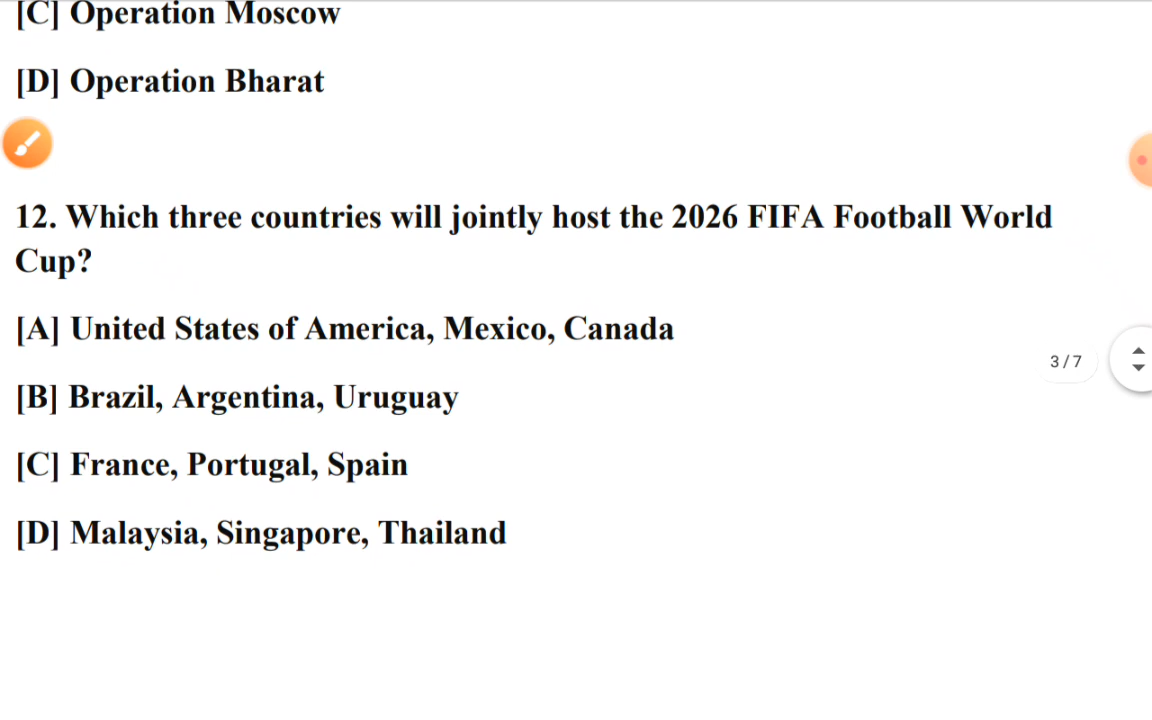 [C] Operation Moscow
[D] Operation Bharat
12. Which three countries will jointly host the 2026 FIFA Football World
Cup?
[A] United States of America, Mexico, Canada
3/7
[B] Brazil, Argentina, Uruguay
[C] France, Portugal, Spain
[D] Malaysia, Singapore, Thailand